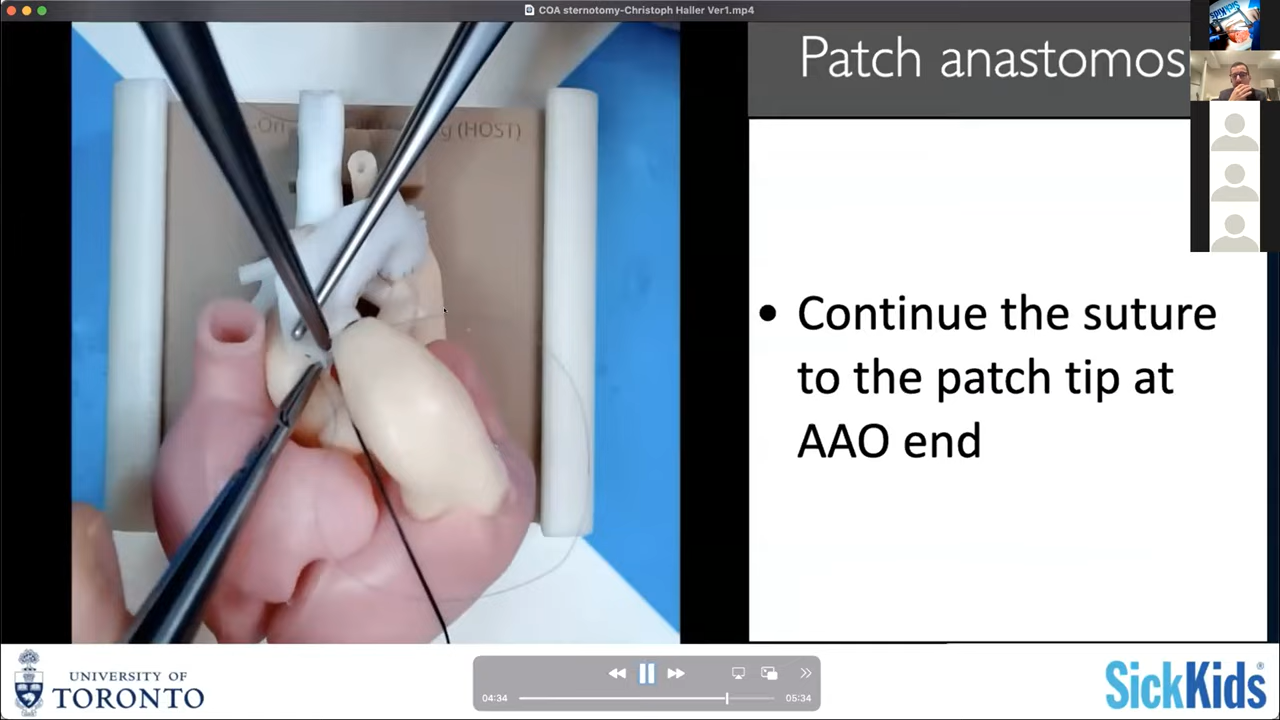 COA sternotomy-Christoph Haller Ver1.mp4
Patch anastomos
(HOST)
• Continue the suture
to the patch tip at
AAO end
UNIVERSITY OF
TORONTO
04:34
05:34
SickKids